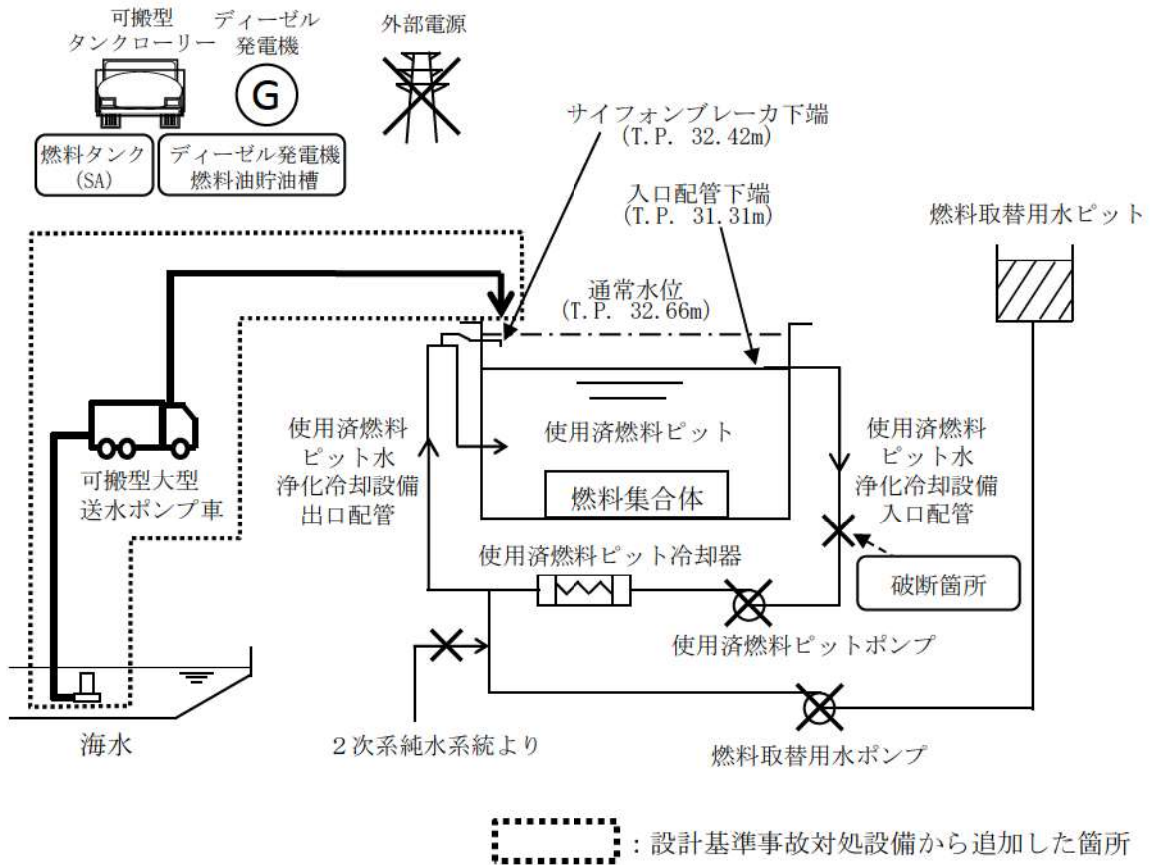 可搬型
タンクローリー
ディーゼル
発電機
外部電源
G
燃料タンク
(SA)
ディーゼル発電機
燃料油貯油槽
サイフォンブレーカ下端
(T.P. 32.42m)
入口配管下端
(T.P. 31.31m)
燃料取替用水ピット
通常水位
(T.P. 32.66m)
使用済燃料
ピット水
浄化冷却設備
出口配管
使用済燃料ピット
燃料集合体
使用済燃料
ピット水
浄化冷却設備
入口配管
可搬型大型
送水ポンプ車
使用済燃料ピット冷却器
破断箇所
使用済燃料ピットポンプ
海水
2次系純水系統より
燃料取替用水ポンプ
:設計基準事故対処設備から追加した箇所